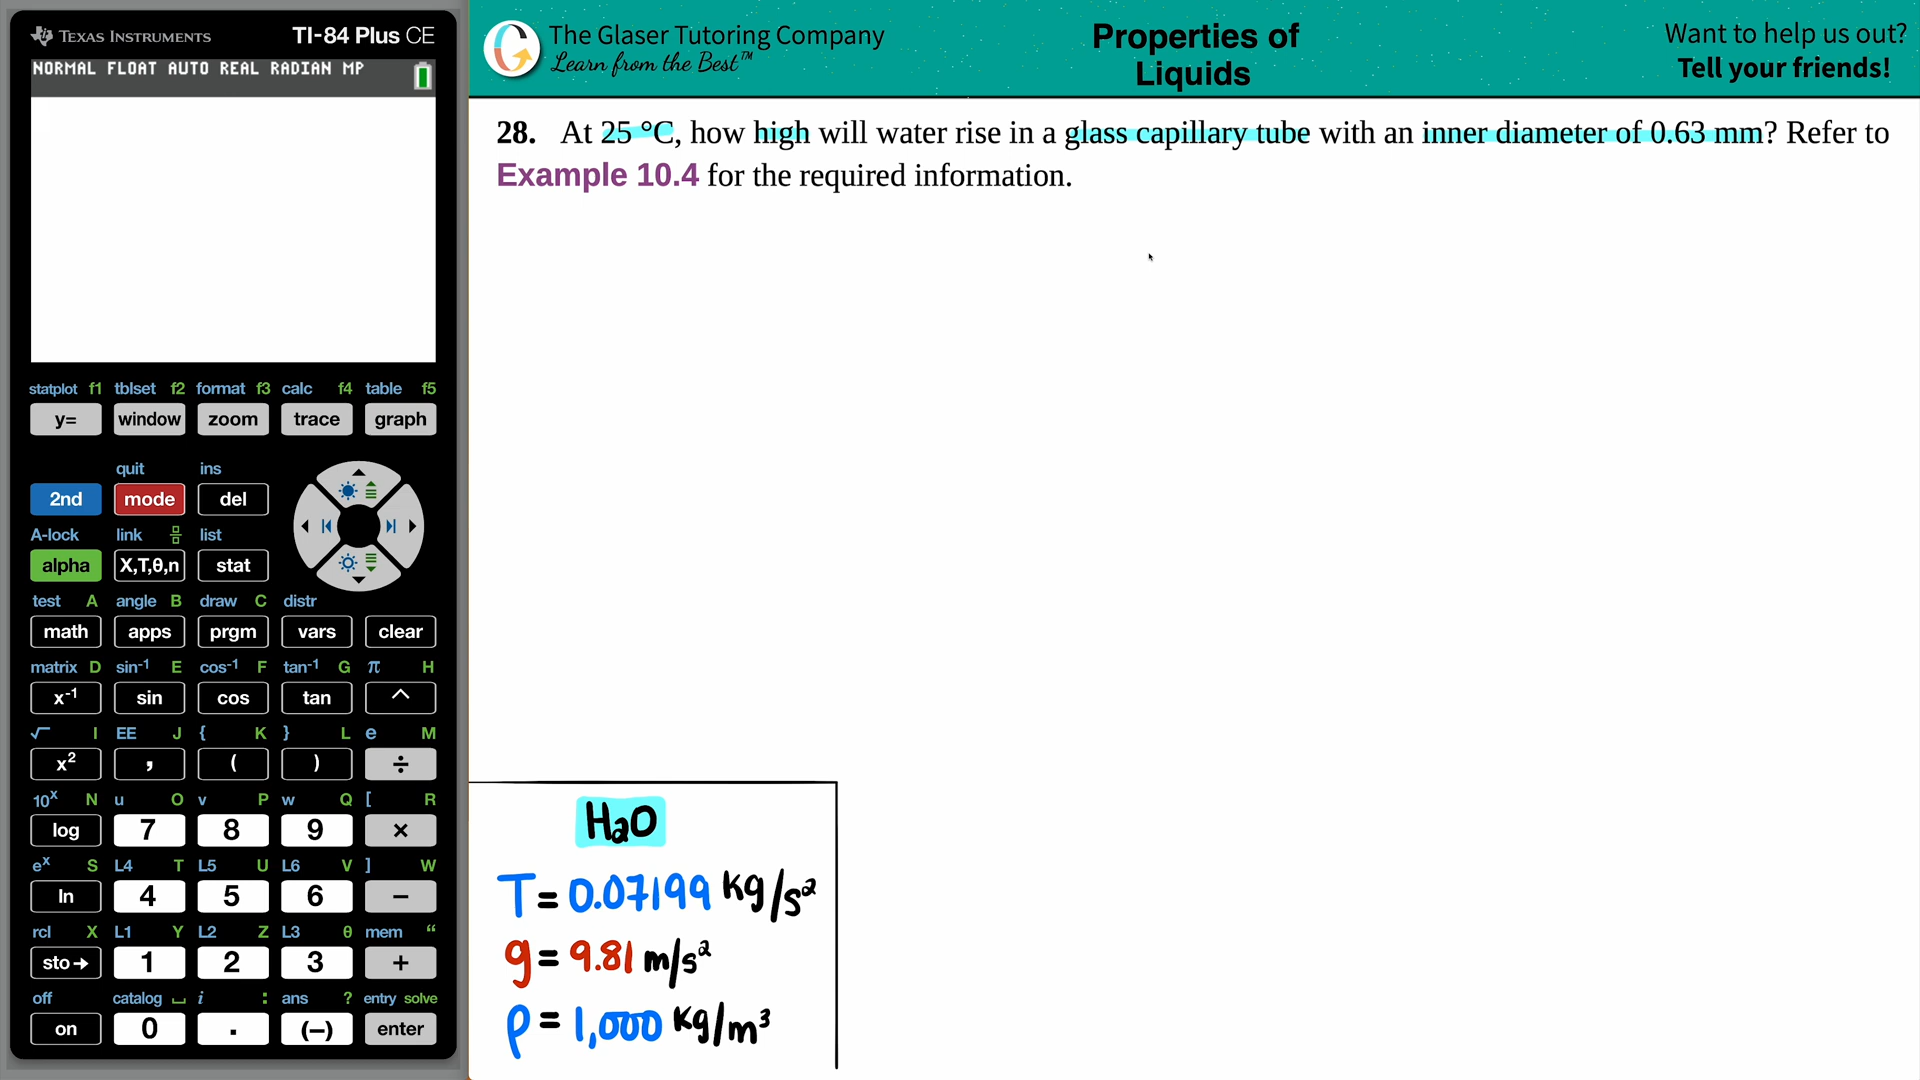 TEXAS INSTRUMENTS TI-84 Plus CE
NORMAL FLOAT AUTO REAL RADIAN MP
statplot f1 tblset f2 format f3 calc f4 table f5
y= window zoom trace graph
quit ins
2nd mode del
A-lock link list
alpha X,T,θ,n stat
test A angle B draw C distr
math apps prgm vars clear
matrix D sin⁻¹ E cos⁻¹ F tan⁻¹ G π H
x⁻¹ sin cos tan ^
√ I EE J { K } L e M
x² , ( ) ÷
10ˣ N u O v P w Q [ R
log 7 8 9 ×
eˣ S L4 T L5 U L6 V ] W
ln 4 5 6 −
rcl X L1 Y L2 Z L3 θ mem “
sto→ 1 2 3 +
off catalog ⎵ i : ans ? entry solve
on 0 . (−) enter
The Glaser Tutoring Company
Learn from the Best™
Properties of
Liquids
Want to help us out?
Tell your friends!
28. At 25 °C, how high will water rise in a glass capillary tube with an inner diameter of 0.63 mm? Refer to
Example 10.4 for the required information.
H₂O
T = 0.07199 kg/s²
g = 9.81 m/s²
ρ = 1,000 kg/m³